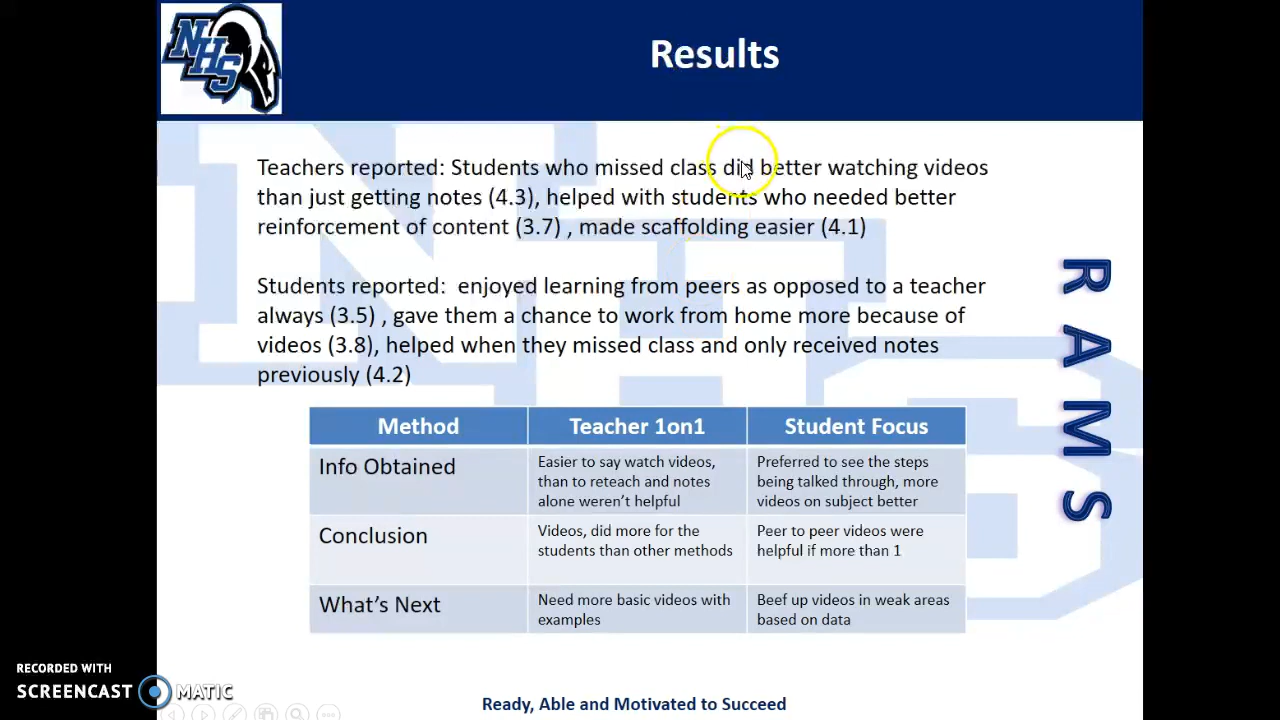 NHS
Results
Teachers reported: Students who missed class did better watching videos
than just getting notes (4.3), helped with students who needed better
reinforcement of content (3.7) , made scaffolding easier (4.1)
Students reported:  enjoyed learning from peers as opposed to a teacher
always (3.5) , gave them a chance to work from home more because of
videos (3.8), helped when they missed class and only received notes
previously (4.2)
RAMS
Method Teacher 1on1 Student Focus
Info Obtained
Easier to say watch videos,
than to reteach and notes
alone weren't helpful
Preferred to see the steps
being talked through, more
videos on subject better
Conclusion
Videos, did more for the
students than other methods
Peer to peer videos were
helpful if more than 1
What's Next
Need more basic videos with
examples
Beef up videos in weak areas
based on data
RECORDED WITH
SCREENCAST MATIC
Ready, Able and Motivated to Succeed